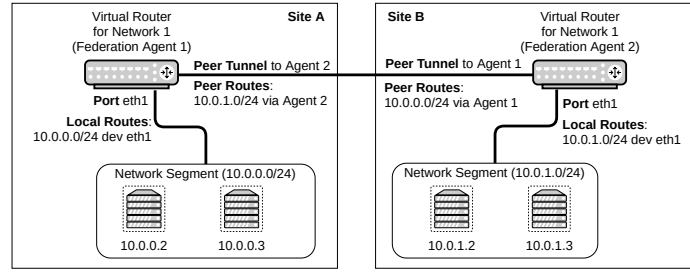 Virtual Router
for Network 1
(Federation Agent 1)
Site A
Peer Tunnel to Agent 2
Peer Routes:
10.0.1.0/24 via Agent 2
Port eth1
Local Routes:
10.0.0.0/24 dev eth1
Network Segment (10.0.0.0/24)
10.0.0.2
10.0.0.3
Site B
Virtual Router
for Network 1
(Federation Agent 2)
Peer Tunnel to Agent 1
Peer Routes:
10.0.0.0/24 via Agent 1
Port eth1
Local Routes:
10.0.1.0/24 dev eth1
Network Segment (10.0.1.0/24)
10.0.1.2
10.0.1.3